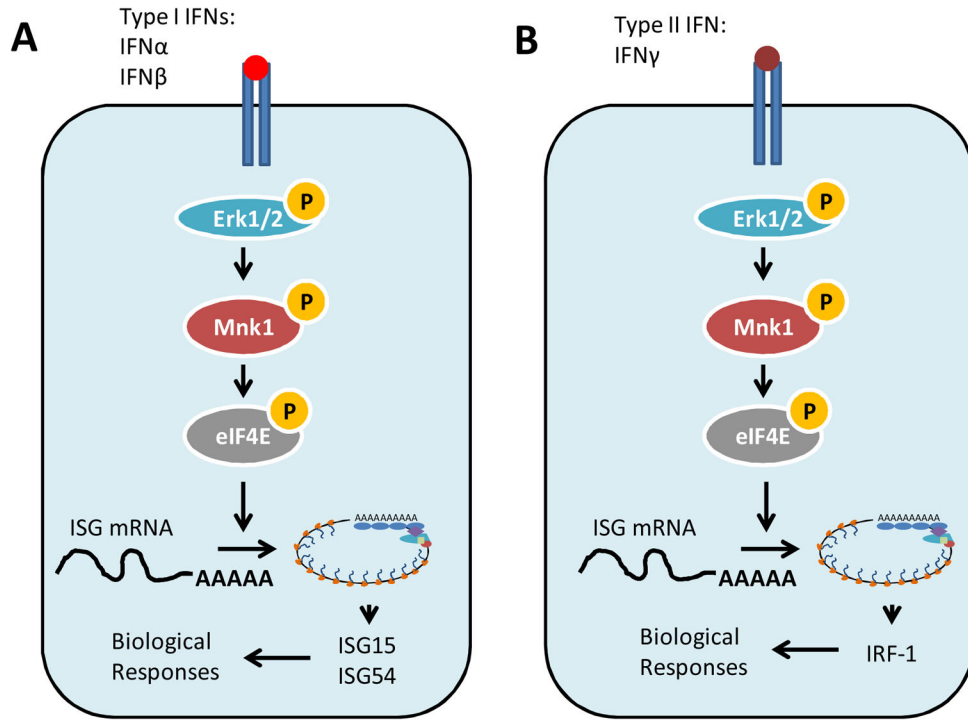 A
Type I IFNs:
IFNα
IFNβ
P
Erk1/2
P
Mnk1
P
eIF4E
ISG mRNA
AAAAA
AAAAAAAAAA
ISG15
ISG54
Biological
Responses
B
Type II IFN:
IFNγ
P
Erk1/2
P
Mnk1
P
eIF4E
ISG mRNA
AAAAA
AAAAAAAAAA
IRF-1
Biological
Responses